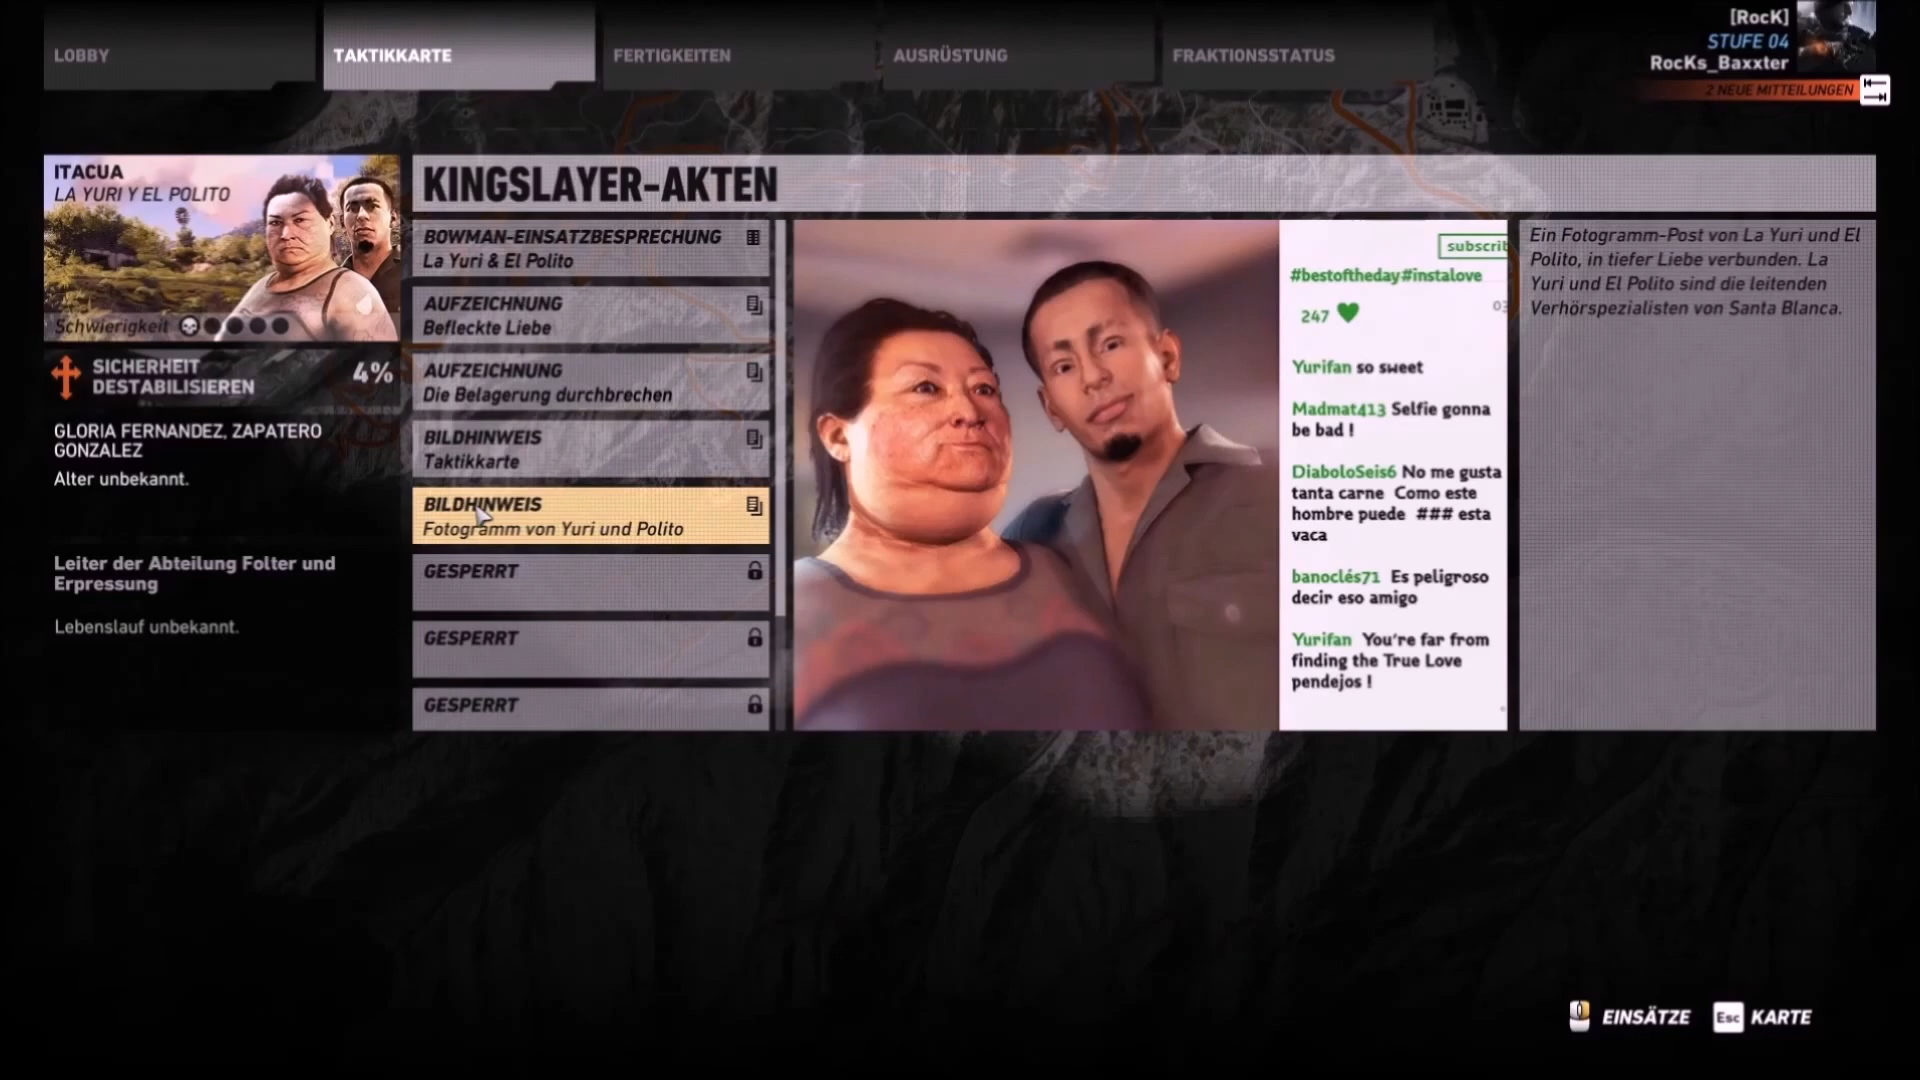 LOBBY
TAKTIKKARTE
FERTIGKEITEN
AUSRÜSTUNG
FRAKTIONSSTATUS
[RocK]
STUFE 04
RocKs_Baxxter
2 NEUE MITTEILUNGEN
ITACUA
LA YURI Y EL POLITO
Schwierigkeit
SICHERHEIT
DESTABILISIEREN
4%
GLORIA FERNANDEZ, ZAPATERO
GONZALEZ
Alter unbekannt.
Leiter der Abteilung Folter und
Erpressung
Lebenslauf unbekannt.
KINGSLAYER-AKTEN
BOWMAN-EINSATZBESPRECHUNG
La Yuri & El Polito
AUFZEICHNUNG
Befleckte Liebe
AUFZEICHNUNG
Die Belagerung durchbrechen
BILDHINWEIS
Taktikkarte
BILDHINWEIS
Fotogramm von Yuri und Polito
GESPERRT
GESPERRT
GESPERRT
subscrib
#bestoftheday#instalove
03
247
Yurifan so sweet
Madmat413 Selfie gonna
be bad !
DiaboloSeis6 No me gusta
tanta carne Como este
hombre puede ### esta
vaca
banoclés71 Es peligroso
decir eso amigo
Yurifan You're far from
finding the True Love
pendejos !
Ein Fotogramm-Post von La Yuri und El
Polito, in tiefer Liebe verbunden. La
Yuri und El Polito sind die leitenden
Verhörspezialisten von Santa Blanca.
EINSÄTZE
Esc KARTE